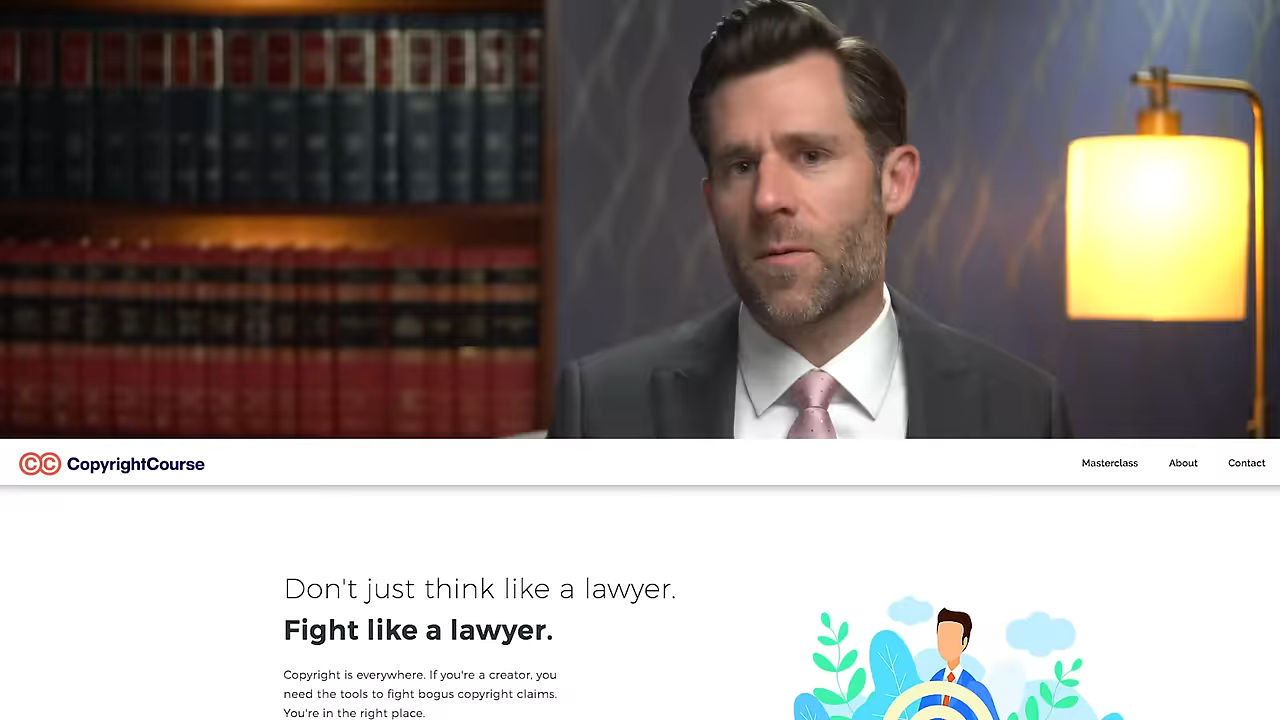 CopyrightCourse
Masterclass About Contact
Don't just think like a lawyer.
Fight like a lawyer.
Copyright is everywhere. If you're a creator, you
need the tools to fight bogus copyright claims.
You're in the right place.